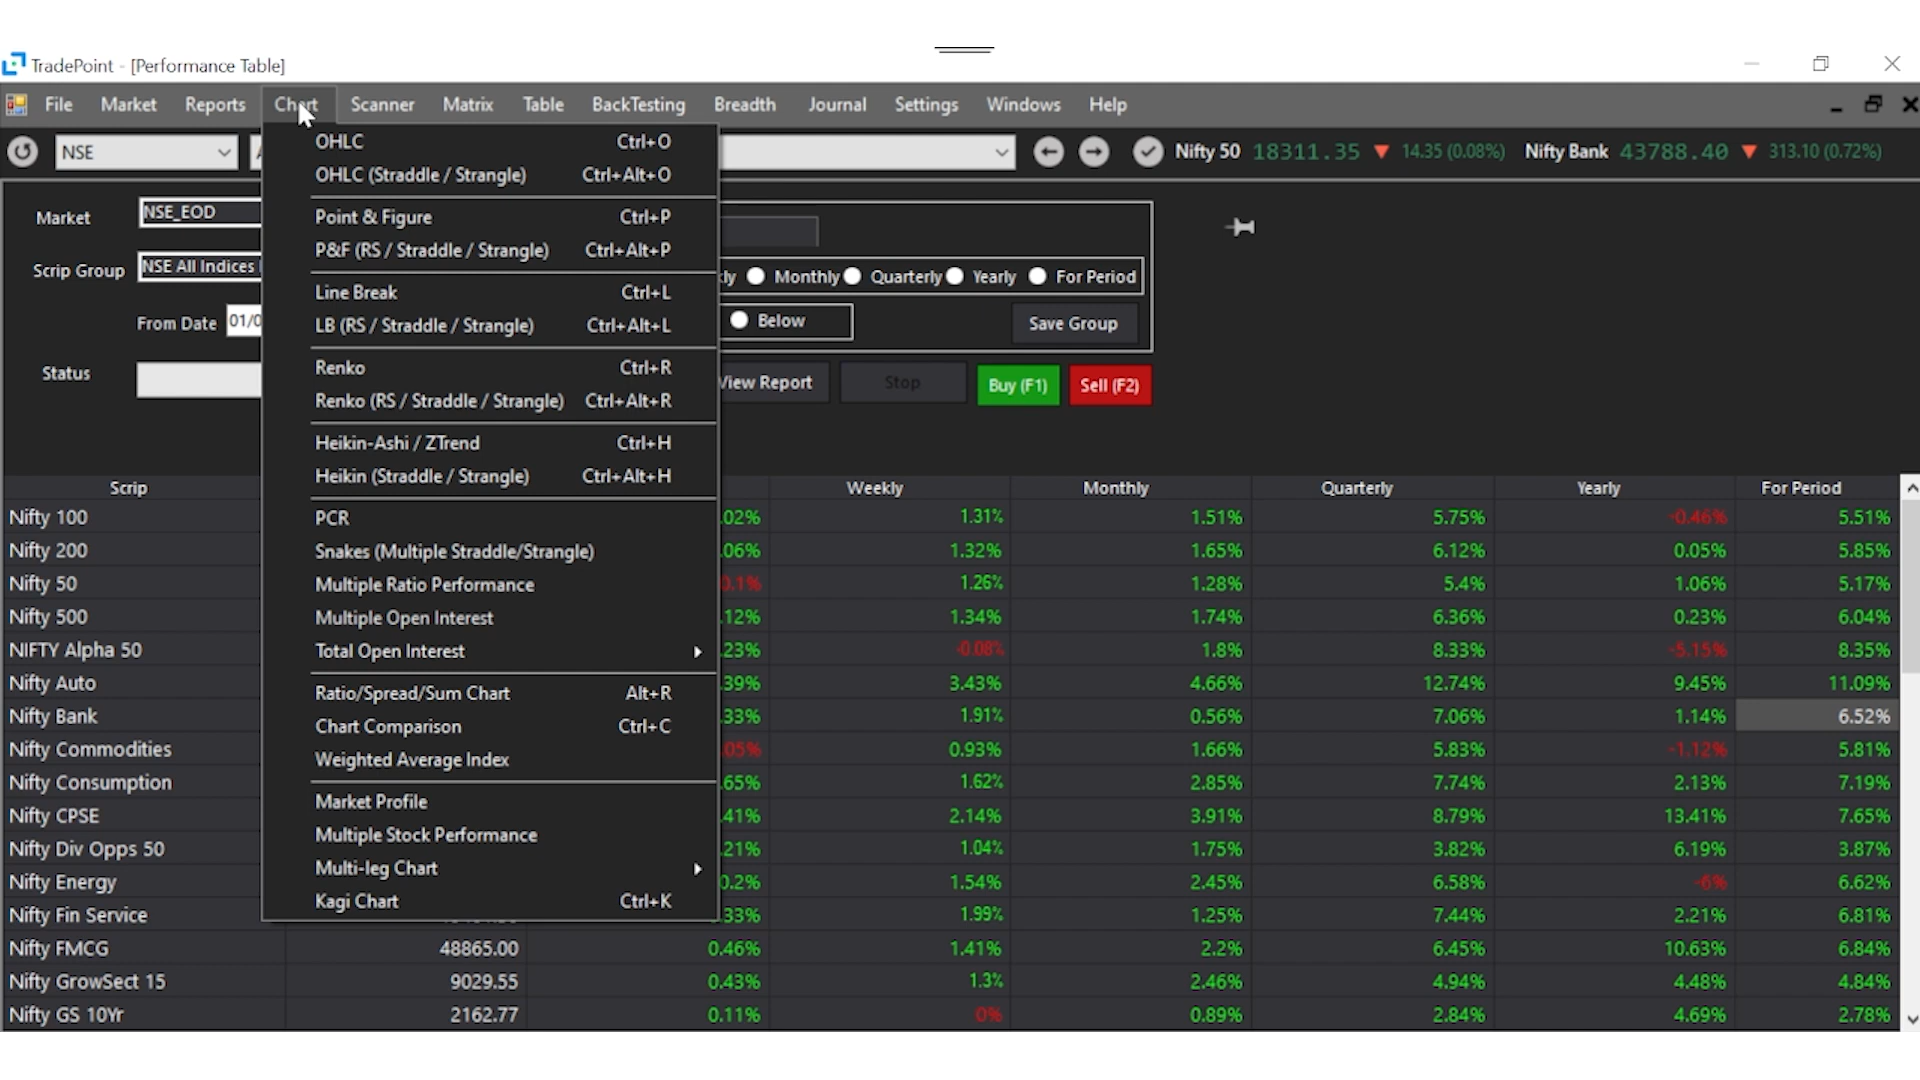 TradePoint - [Performance Table]
File Market Reports Chart Scanner Matrix Table BackTesting Breadth Journal Settings Windows Help
NSE Nifty 50 18311.35 ▼ 14.35 (0.08%) Nifty Bank 43788.40 ▼ 313.10 (0.72%)
OHLC Ctrl+O
OHLC (Straddle / Strangle) Ctrl+Alt+O
Point & Figure Ctrl+P
P&F (RS / Straddle / Strangle) Ctrl+Alt+P
Line Break Ctrl+L
LB (RS / Straddle / Strangle) Ctrl+Alt+L
Renko Ctrl+R
Renko (RS / Straddle / Strangle) Ctrl+Alt+R
Heikin-Ashi / ZTrend Ctrl+H
Heikin (Straddle / Strangle) Ctrl+Alt+H
PCR
Snakes (Multiple Straddle/Strangle)
Multiple Ratio Performance
Multiple Open Interest
Total Open Interest
Ratio/Spread/Sum Chart Alt+R
Chart Comparison Ctrl+C
Weighted Average Index
Market Profile
Multiple Stock Performance
Multi-leg Chart
Kagi Chart Ctrl+K
Market NSE_EOD
Scrip Group NSE All Indices
From Date 01/0
Status
Monthly Quarterly Yearly For Period
Below Save Group
View Report Stop Buy (F1) Sell (F2)
Scrip Weekly Monthly Quarterly Yearly For Period
Nifty 100 .02% 1.31% 1.51% 5.75% -0.46% 5.51%
Nifty 200 .06% 1.32% 1.65% 6.12% 0.05% 5.85%
Nifty 50 0.1% 1.26% 1.28% 5.4% 1.06% 5.17%
Nifty 500 .12% 1.34% 1.74% 6.36% 0.23% 6.04%
NIFTY Alpha 50 .23% -0.08% 1.8% 8.33% -5.15% 8.35%
Nifty Auto .39% 3.43% 4.66% 12.74% 9.45% 11.09%
Nifty Bank .33% 1.91% 0.56% 7.06% 1.14% 6.52%
Nifty Commodities .05% 0.93% 1.66% 5.83% -1.12% 5.81%
Nifty Consumption .65% 1.62% 2.85% 7.74% 2.13% 7.19%
Nifty CPSE .41% 2.14% 3.91% 8.79% 13.41% 7.65%
Nifty Div Opps 50 .21% 1.04% 1.75% 3.82% 6.19% 3.87%
Nifty Energy 0.2% 1.54% 2.45% 6.58% -6% 6.62%
Nifty Fin Service .33% 1.99% 1.25% 7.44% 2.21% 6.81%
Nifty FMCG 48865.00 0.46% 1.41% 2.2% 6.45% 10.63% 6.84%
Nifty GrowSect 15 9029.55 0.43% 1.3% 2.46% 4.94% 4.48% 4.84%
Nifty GS 10Yr 2162.77 0.11% 0% 0.89% 2.84% 4.69% 2.78%